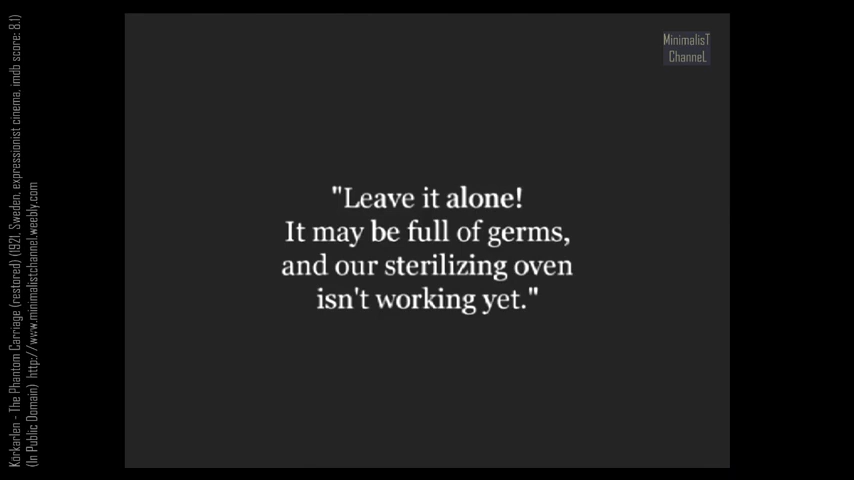 Körkarlen - The Phantom Carriage (restored) (1921, Sweden, expressionist cinema, imdb score: 8.1)
(In Public Domain) http://www.minimalistchannel.weebly.com
MinimalisT
ChanneL
"Leave it alone!
It may be full of germs,
and our sterilizing oven
isn't working yet."